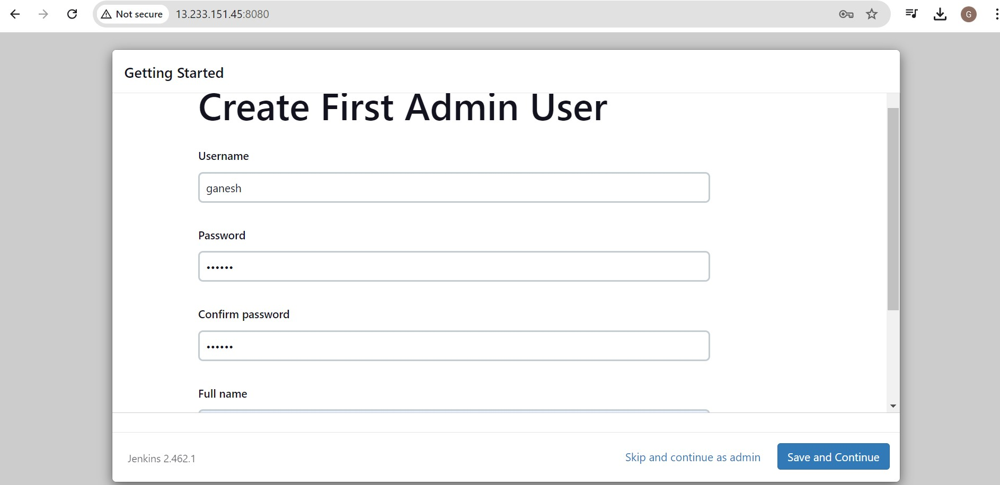 Not secure 13.233.151.45:8080
G
Getting Started
Create First Admin User
Username
ganesh
Password
••••••
Confirm password
••••••
Full name
Jenkins 2.462.1
Skip and continue as admin
Save and Continue